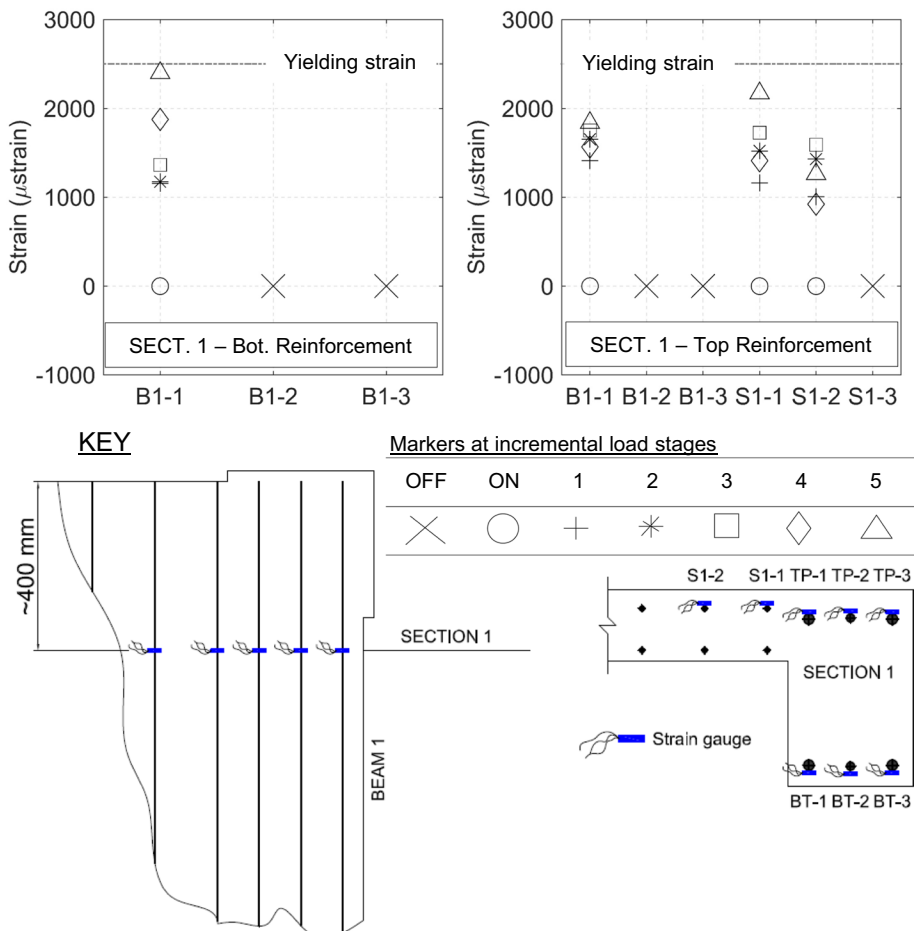 3000
2000
1000
0
-1000
Strain (μstrain)
Yielding strain
SECT. 1 – Bot. Reinforcement
B1-1 B1-2 B1-3
3000
2000
1000
0
-1000
Strain (μstrain)
Yielding strain
SECT. 1 – Top Reinforcement
B1-1 B1-2 B1-3 S1-1 S1-2 S1-3
KEY
Markers at incremental load stages
OFF ON 1 2 3 4 5
~400 mm
SECTION 1
BEAM 1
S1-2 S1-1 TP-1 TP-2 TP-3
SECTION 1
Strain gauge
BT-1 BT-2 BT-3